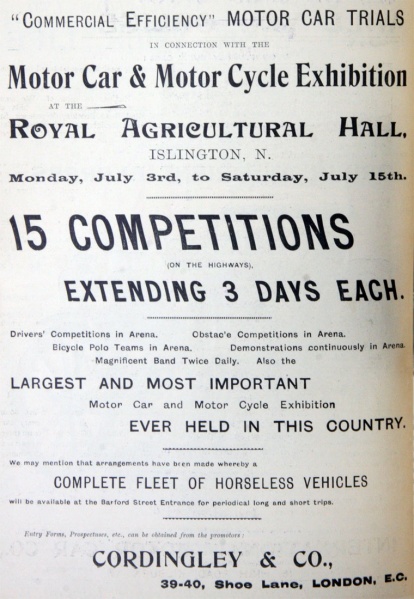 "Commercial Efficiency" MOTOR CAR TRIALS
IN CONNECTION WITH THE
Motor Car & Motor Cycle Exhibition
AT THE
ROYAL AGRICULTURAL HALL,
ISLINGTON, N.
Monday, July 3rd, to Saturday, July 15th.
15 COMPETITIONS
(ON THE HIGHWAYS),
EXTENDING 3 DAYS EACH.
Drivers' Competitions in Arena. Obstac'e Competitions in Arena.
Bicycle Polo Teams in Arena. Demonstrations continuously in Arena.
Magnificent Band Twice Daily. Also the
LARGEST AND MOST IMPORTANT
Motor Car and Motor Cycle Exhibition
EVER HELD IN THIS COUNTRY.
We may mention that arrangements have been made whereby a
COMPLETE FLEET OF HORSELESS VEHICLES
will be available at the Barford Street Entrance for periodical long and short trips.
Entry Forms, Prospectuses, etc., can be obtained from the promoters:
CORDINGLEY & CO.,
39-40, Shoe Lane, LONDON, E.C.